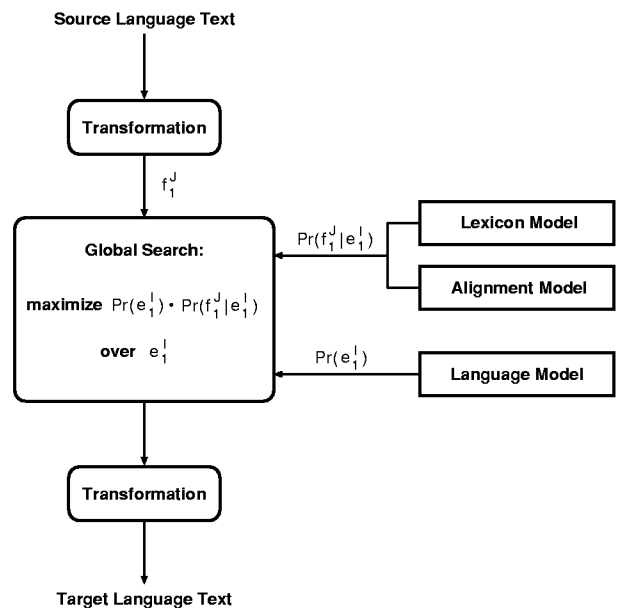 Source Language Text
Transformation
f₁ᴶ
Global Search:
maximize Pr(e₁ᴵ) · Pr(f₁ᴶ|e₁ᴵ)
over e₁ᴵ
Pr(f₁ᴶ|e₁ᴵ)
Lexicon Model
Alignment Model
Pr(e₁ᴵ)
Language Model
Transformation
Target Language Text